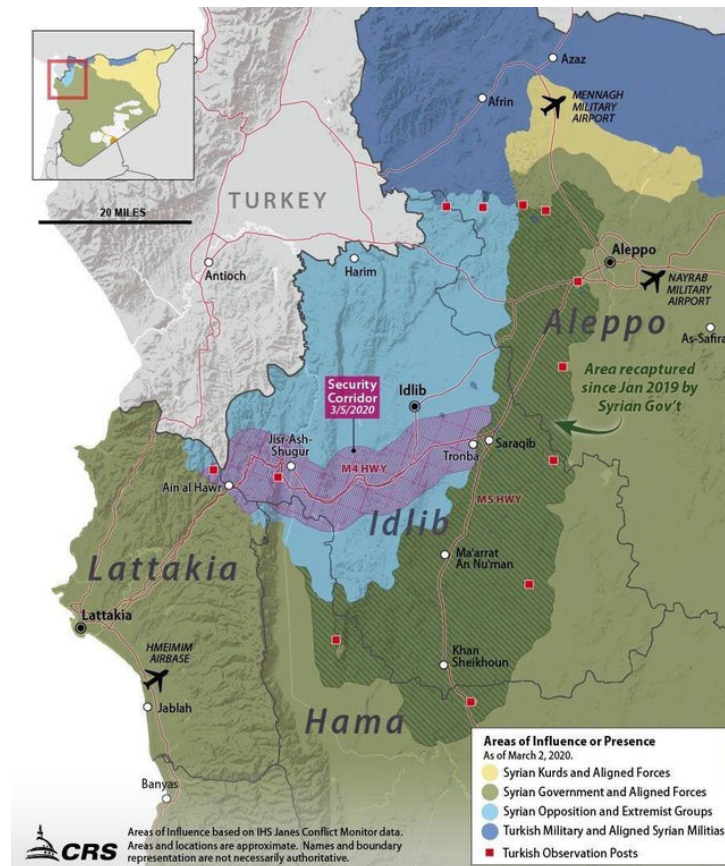 Azaz
Afrin
MENNAGH
MILITARY
AIRPORT
TURKEY
20 MILES
Antioch
Harim
Aleppo
NAYRAB
MILITARY
AIRPORT
Aleppo
As-Safira
Area recaptured
since Jan 2019 by
Syrian Gov't
Security
Corridor
3/5/2020
Idlib
Jisr-Ash-
Shugur
M4 HWY
Tronba
Saraqib
Ain al Hawr
M5 HWY
Idlib
Ma'arrat
An Nu'man
Lattakia
Lattakia
HMEIMIM
AIRBASE
Khan
Sheikhoun
Jablah
Hama
Banyas
Areas of Influence or Presence
As of March 2, 2020.
Syrian Kurds and Aligned Forces
Syrian Government and Aligned Forces
Syrian Opposition and Extremist Groups
Turkish Military and Aligned Syrian Militias
Turkish Observation Posts
CRS
Areas of Influence based on IHS Janes Conflict Monitor data.
Areas and locations are approximate. Names and boundary
representation are not necessarily authoritative.